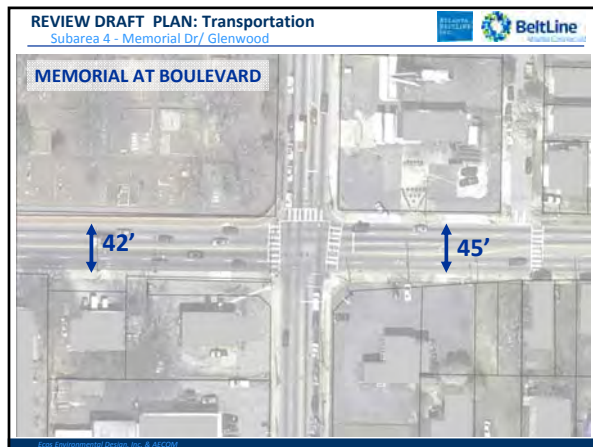 REVIEW DRAFT PLAN: Transportation
Subarea 4 - Memorial Dr/ Glenwood
BeltLine
MEMORIAL AT BOULEVARD
42’
45’
Ecos Environmental Design, Inc. & AECOM